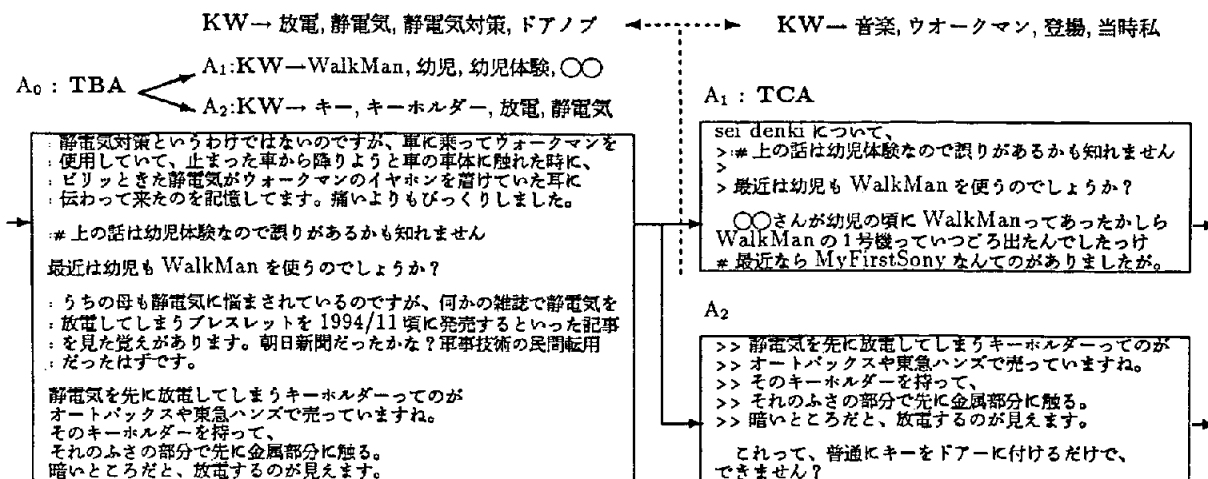 KW→ 放電, 静電気, 静電気対策, ドアノブ
KW→ 音楽, ウオークマン, 登場, 当時私
A₀ : TBA
A₁:KW→WalkMan, 幼児, 幼児体験, ○○
A₂:KW→ キー, キーホルダー, 放電, 静電気
: 静電気対策というわけではないのですが、車に乗ってウォークマンを
: 使用していて、止まった車から降りようと車の車体に触れた時に、
: ビリッときた静電気がウォークマンのイヤホンを着けていた耳に
: 伝わって来たのを記憶してます。痛いよりもびっくりしました。
:# 上の話は幼児体験なので誤りがあるかも知れません
最近は幼児も WalkMan を使うのでしょうか?
: うちの母も静電気に悩まされているのですが、何かの雑誌で静電気を
: 放電してしまうブレスレットを 1994/11 頃に発売するといった記事
: を見た覚えがあります。朝日新聞だったかな?軍事技術の民間転用
: だったはずです。
静電気を先に放電してしまうキーホルダーってのが
オートバックスや東急ハンズで売っていますね。
そのキーホルダーを持って、
それのふさの部分で先に金属部分に触る。
暗いところだと、放電するのが見えます。
A₁ : TCA
sei denki について、
>:# 上の話は幼児体験なので誤りがあるかも知れません
>
> 最近は幼児も WalkMan を使うのでしょうか?
○○さんが幼児の頃に WalkManってあったかしら
WalkMan の 1 号機っていつごろ出たんでしたっけ
# 最近なら MyFirstSony なんてのがありましたが。
A₂
>> 静電気を先に放電してしまうキーホルダーってのが
>> オートバックスや東急ハンズで売っていますね。
>> そのキーホルダーを持って、
>> それのふさの部分で先に金属部分に触る。
>> 暗いところだと、放電するのが見えます。
これって、普通にキーをドアーに付けるだけで、
できません?